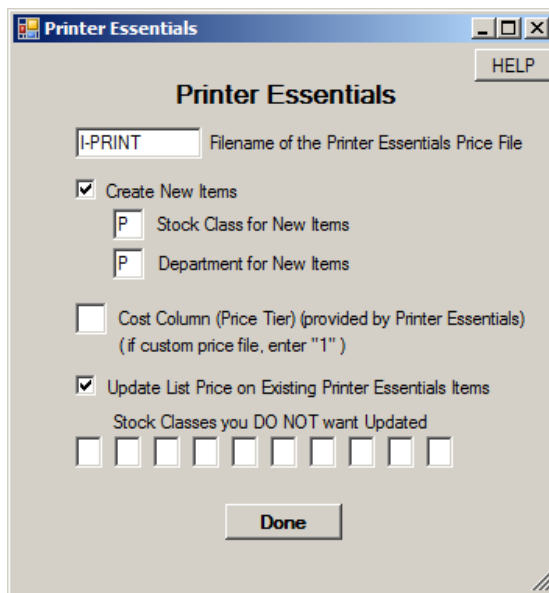 Printer Essentials
HELP
Printer Essentials
I-PRINT Filename of the Printer Essentials Price File
Create New Items
P Stock Class for New Items
P Department for New Items
Cost Column (Price Tier) (provided by Printer Essentials)
( if custom price file, enter "1" )
Update List Price on Existing Printer Essentials Items
Stock Classes you DO NOT want Updated
Done